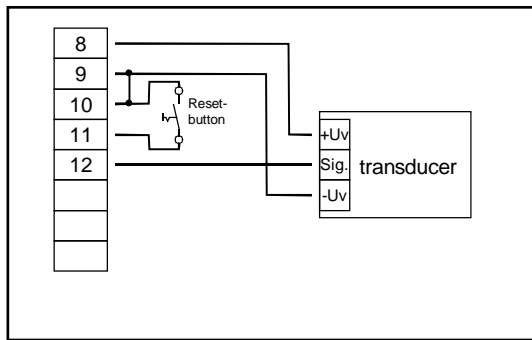 8
9
10
11
12
Reset-
button
+Uv
Sig.
-Uv
transducer